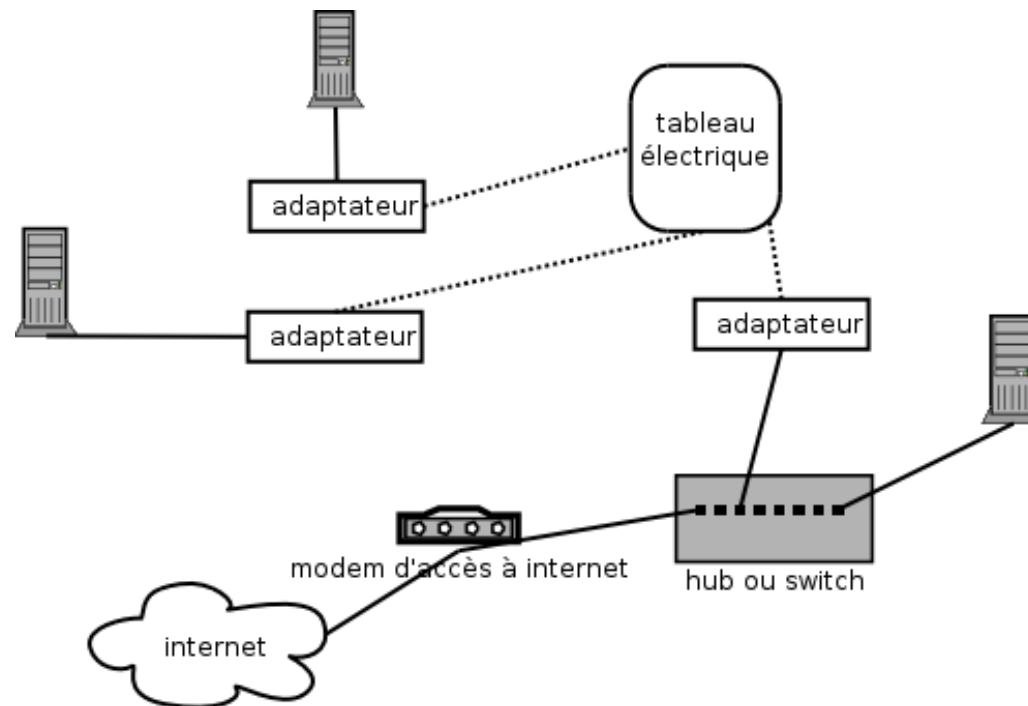 tableau
électrique
adaptateur
adaptateur
adaptateur
modem d'accès à internet
hub ou switch
internet